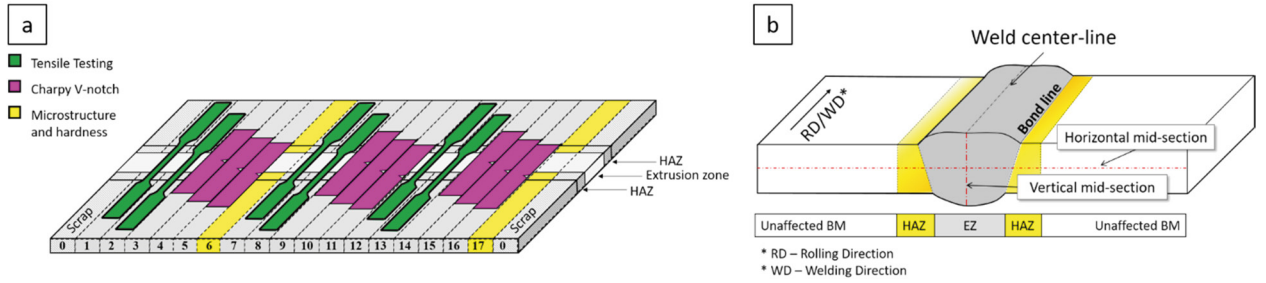 a
Tensile Testing
Charpy V-notch
Microstructure
and hardness
HAZ
Extrusion zone
HAZ
Scrap
Scrap
0 1 2 3 4 5 6 7 8 9 10 11 12 13 14 15 16 17 0
b
Weld center-line
RD/WD*
Bond line
Horizontal mid-section
Vertical mid-section
Unaffected BM HAZ EZ HAZ Unaffected BM
* RD – Rolling Direction
* WD – Welding Direction